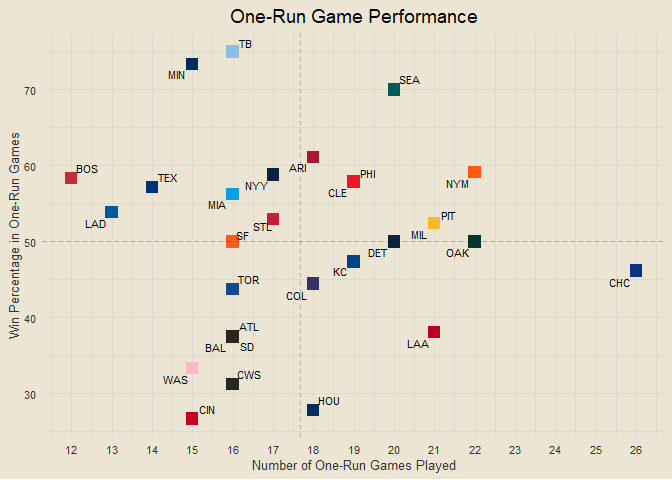 One-Run Game Performance
Win Percentage in One-Run Games
TB
MIN
70
SEA
60
BOS
TEX
NYY
ARI
PHI
CLE
NYM
MIA
LAD
STL
PIT
MIL
50
SF
DET
OAK
KC
CHC
TOR
COL
40
ATL
BAL
SD
LAA
WAS
CWS
30
CIN
HOU
12 13 14 15 16 17 18 19 20 21 22 23 24 25 26
Number of One-Run Games Played